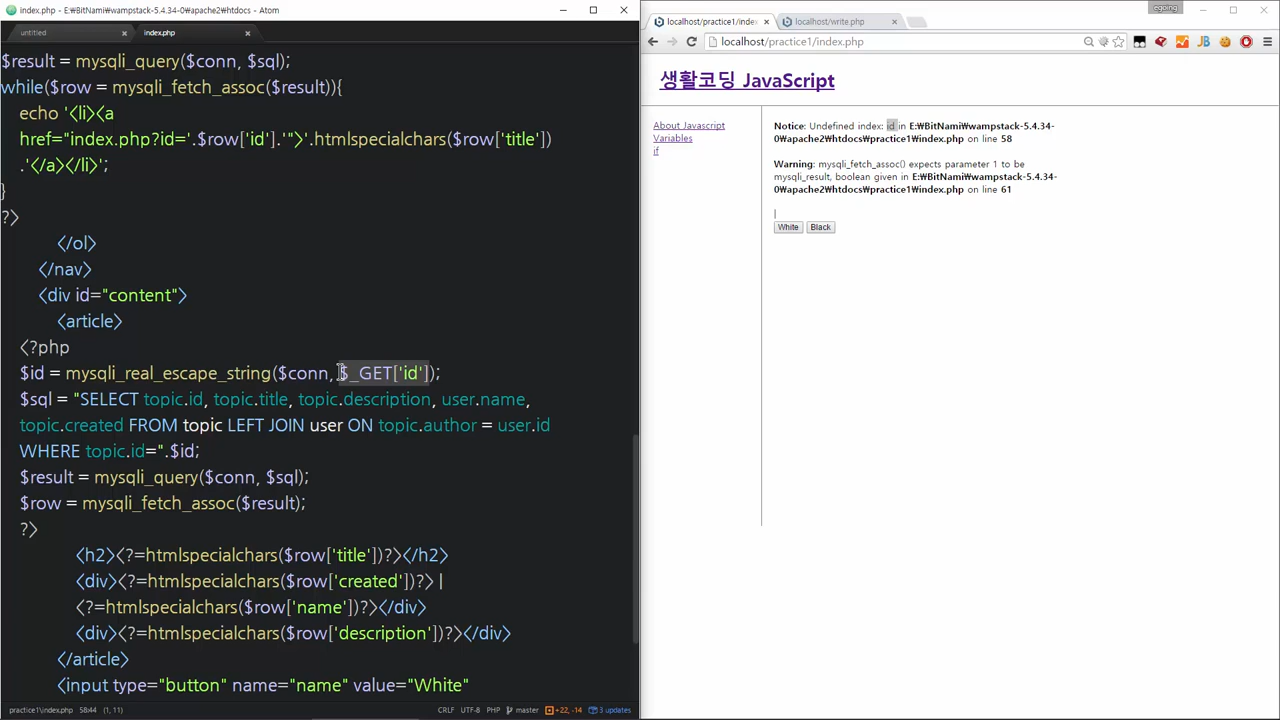 index.php - E:₩BitNami₩wampstack-5.4.34-0₩apache2₩htdocs - Atom
untitled
index.php
$result = mysqli_query($conn, $sql);
while($row = mysqli_fetch_assoc($result)){
echo '<li><a
href="index.php?id='.$row['id'].'">'.htmlspecialchars($row['title'])
.'</a></li>';
}
?>
</ol>
</nav>
<div id="content">
<article>
<?php
$id = mysqli_real_escape_string($conn, $_GET['id']);
$sql = "SELECT topic.id, topic.title, topic.description, user.name,
topic.created FROM topic LEFT JOIN user ON topic.author = user.id
WHERE topic.id=".$id;
$result = mysqli_query($conn, $sql);
$row = mysqli_fetch_assoc($result);
?>
<h2><?=htmlspecialchars($row['title'])?></h2>
<div><?=htmlspecialchars($row['created'])?> |
<?=htmlspecialchars($row['name'])?></div>
<div><?=htmlspecialchars($row['description'])?></div>
</article>
<input type="button" name="name" value="White"
practice1₩index.php 58:44 (1, 11)
CRLF UTF-8 PHP master +22, -14 3 updates
egoing
localhost/practice1/index
localhost/write.php
localhost/practice1/index.php
생활코딩 JavaScript
About Javascript
Variables
if
Notice: Undefined index: id in E:₩BitNami₩wampstack-5.4.34-
0₩apache2₩htdocs₩practice1₩index.php on line 58
Warning: mysqli_fetch_assoc() expects parameter 1 to be
mysqli_result, boolean given in E:₩BitNami₩wampstack-5.4.34-
0₩apache2₩htdocs₩practice1₩index.php on line 61
|
White Black